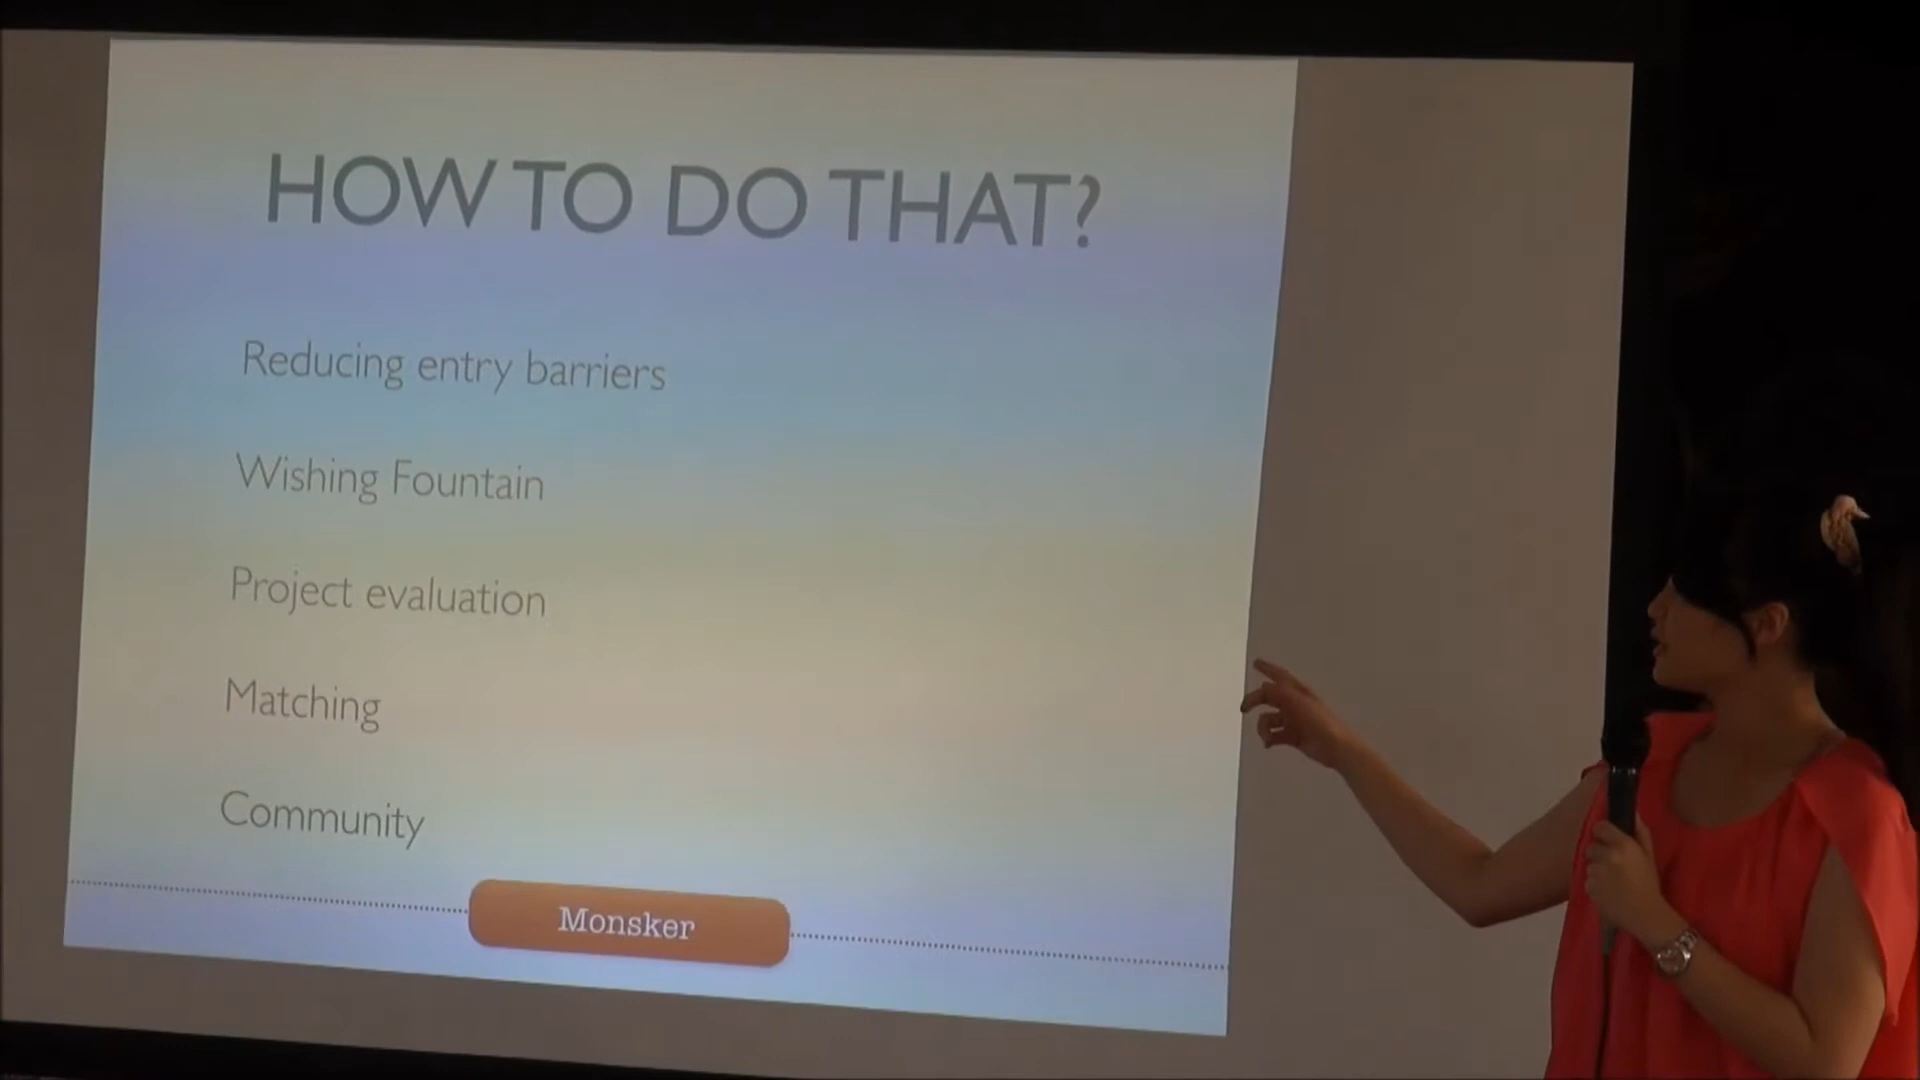 HOW TO DO THAT?
Reducing entry barriers
Wishing Fountain
Project evaluation
Matching
Community
Monsker